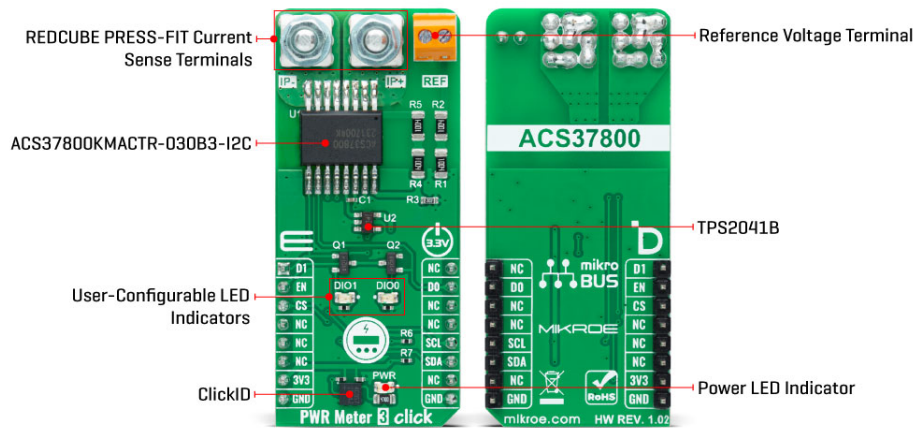 REDCUBE PRESS-FIT Current
Sense Terminals
Reference Voltage Terminal
IP-
IP+
REF
U1
R5
R2
ACS37800
ACS37800
ACS37800KMACTR-030B3-I2C
R4
R1
C1
R3
U2
TPS2041B
3.3V
Q1
Q2
D1
NC
NC
mikro
BUS
D1
EN
DIO1
DIO0
D0
D0
EN
User-Configurable LED
Indicators
CS
NC
NC
CS
NC
NC
NC
MIKROE
NC
NC
R6
SCL
SCL
NC
NC
R7
SDA
SDA
NC
3V3
PWR
NC
NC
RoHS
3V3
Power LED Indicator
ClickID
GND
GND
GND
GND
PWR Meter 3 click
mikroe.com
HW REV. 1.02